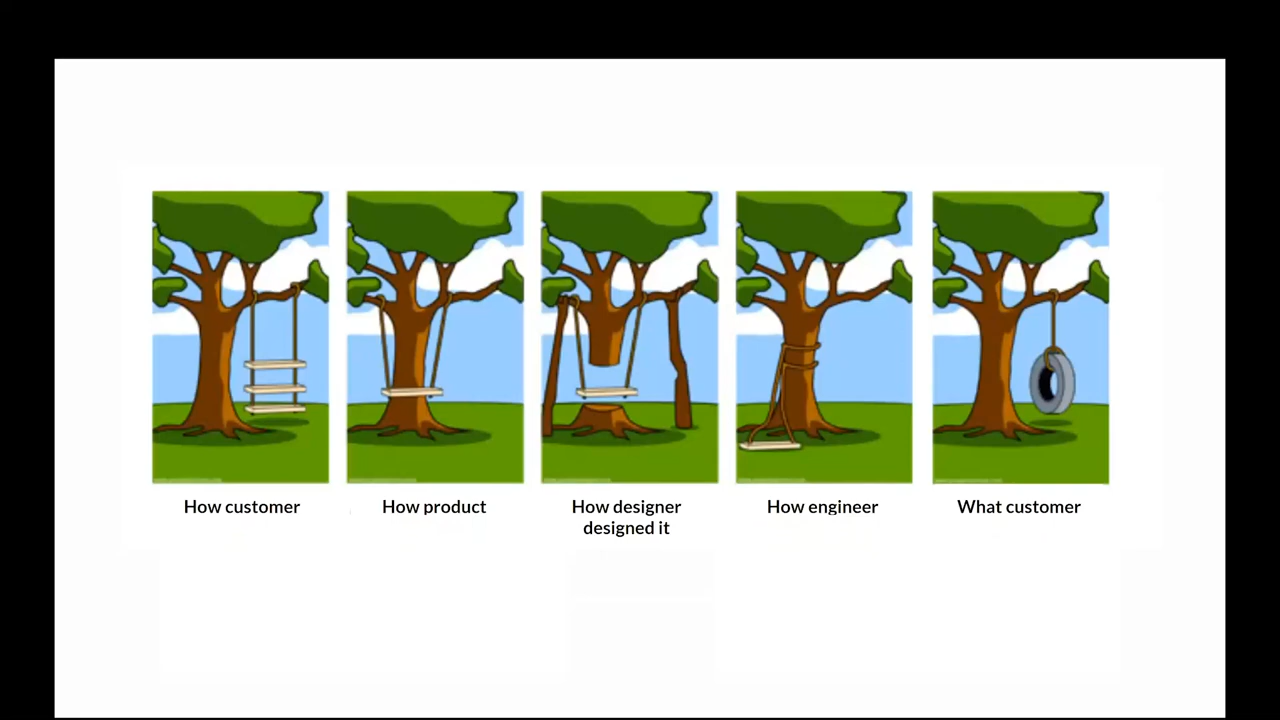 How customer
How product
How designer
designed it
How engineer
What customer